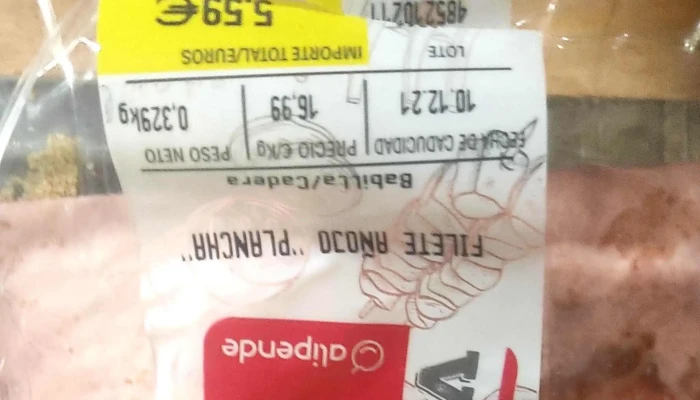 alipende
FILETE AÑOJO "PLANCHA"
Babilla/Cadera
FECHA DE CADUCIDAD PRECIO €/kg PESO NETO
10.12.21 16,99 0,329kg
LOTE IMPORTE TOTAL/EUROS
485210211 5,59€